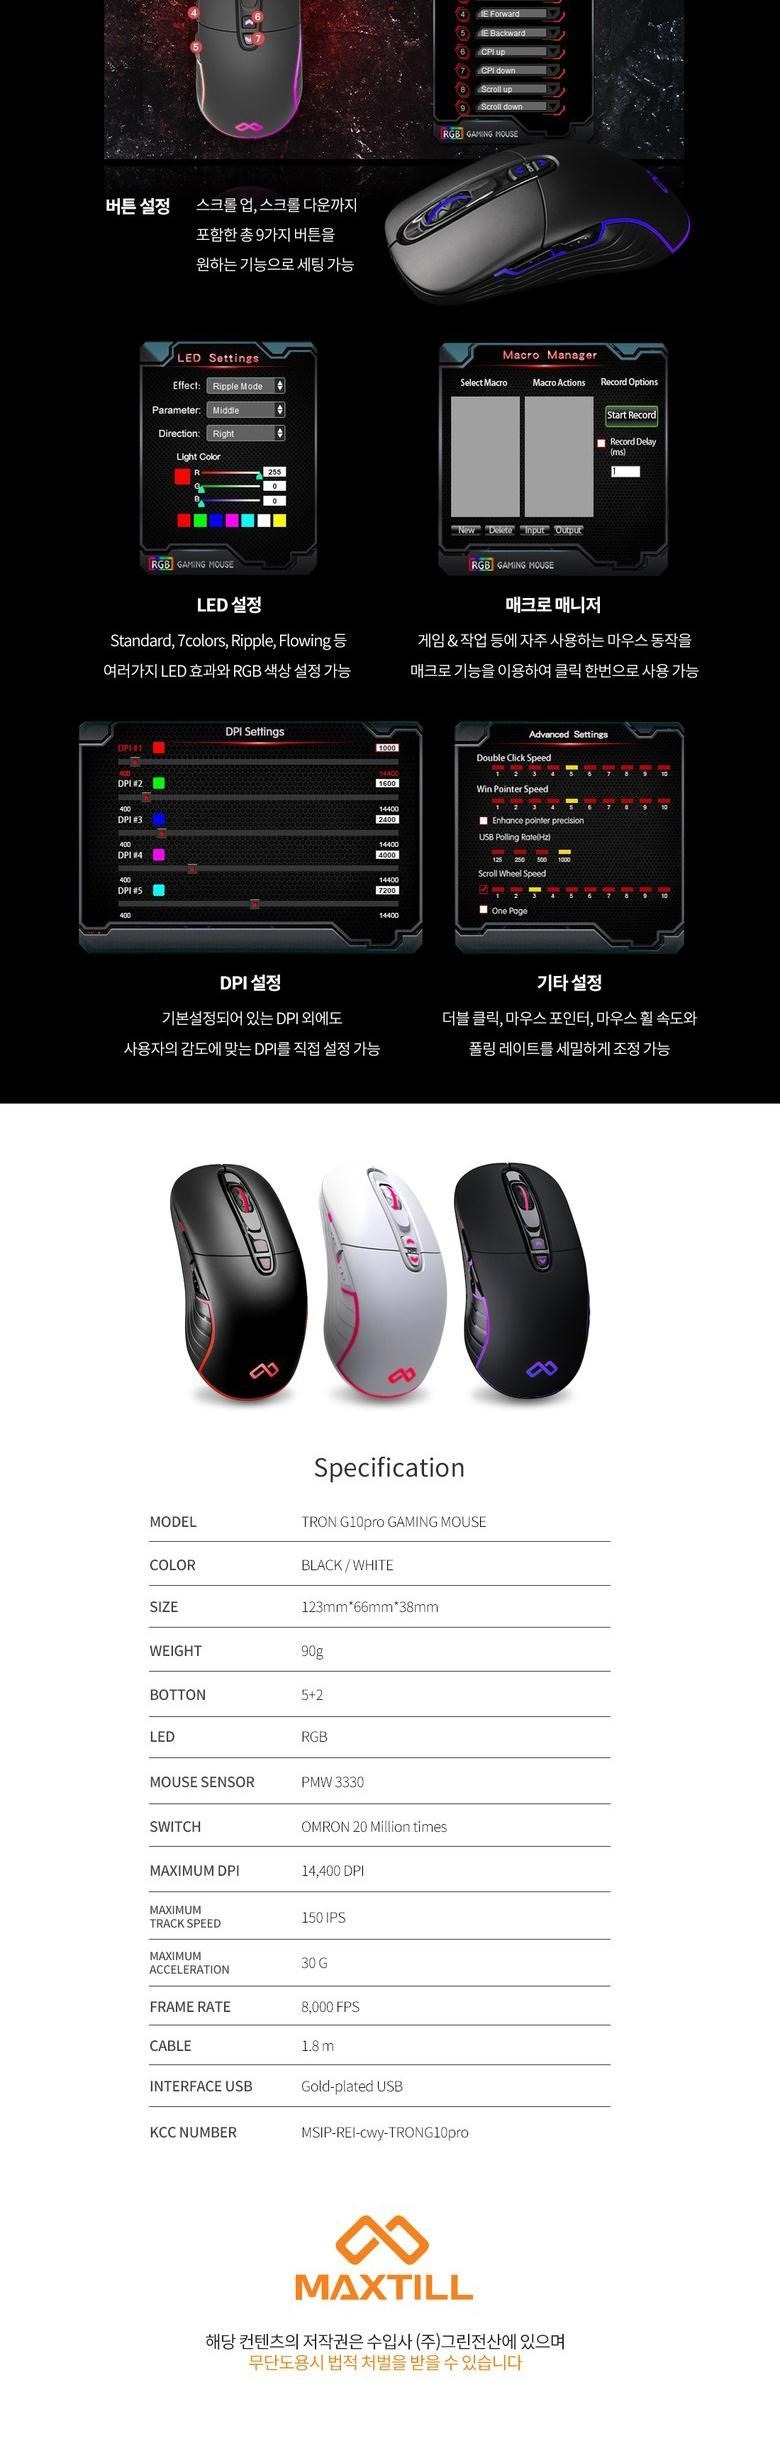 4
6
7
5
4 IE Forward
5 IE Backward
6 CPI up
7 CPI down
8 Scroll up
9 Scroll down
RGB GAMING MOUSE
버튼 설정
스크롤 업, 스크롤 다운까지
포함한 총 9가지 버튼을
원하는 기능으로 세팅 가능
LED Settings
Effect: Ripple Mode
Parameter: Middle
Direction: Right
Light Color
R 255
G 0
B 0
RGB GAMING MOUSE
Macro Manager
Select Macro Macro Actions Record Options
Start Record
Record Delay
(ms)
1
New Delete Input Output
RGB GAMING MOUSE
LED 설정
Standard, 7colors, Ripple, Flowing 등
여러가지 LED 효과와 RGB 색상 설정 가능
매크로 매니저
게임 & 작업 등에 자주 사용하는 마우스 동작을
매크로 기능을 이용하여 클릭 한번으로 사용 가능
DPI Settings
DPI #1 1000
400 14400
DPI #2 1600
400 14400
DPI #3 2400
400 14400
DPI #4 4000
400 14400
DPI #5 7200
400 14400
Advanced Settings
Double Click Speed
1 2 3 4 5 6 7 8 9 10
Win Pointer Speed
1 2 3 4 5 6 7 8 9 10
Enhance pointer precision
USB Polling Rate(Hz)
125 250 500 1000
Scroll Wheel Speed
1 2 3 4 5 6 7 8 9 10
One Page
DPI 설정
기본설정되어 있는 DPI 외에도
사용자의 감도에 맞는 DPI를 직접 설정 가능
기타 설정
더블 클릭, 마우스 포인터, 마우스 휠 속도와
폴링 레이트를 세밀하게 조정 가능
Specification
MODEL TRON G10pro GAMING MOUSE
COLOR BLACK / WHITE
SIZE 123mm*66mm*38mm
WEIGHT 90g
BOTTON 5+2
LED RGB
MOUSE SENSOR PMW 3330
SWITCH OMRON 20 Million times
MAXIMUM DPI 14,400 DPI
MAXIMUM
TRACK SPEED 150 IPS
MAXIMUM
ACCELERATION 30 G
FRAME RATE 8,000 FPS
CABLE 1.8 m
INTERFACE USB Gold-plated USB
KCC NUMBER MSIP-REI-cwy-TRONG10pro
MAXTILL
해당 컨텐츠의 저작권은 수입사 (주)그린전산에 있으며
무단도용시 법적 처벌을 받을 수 있습니다